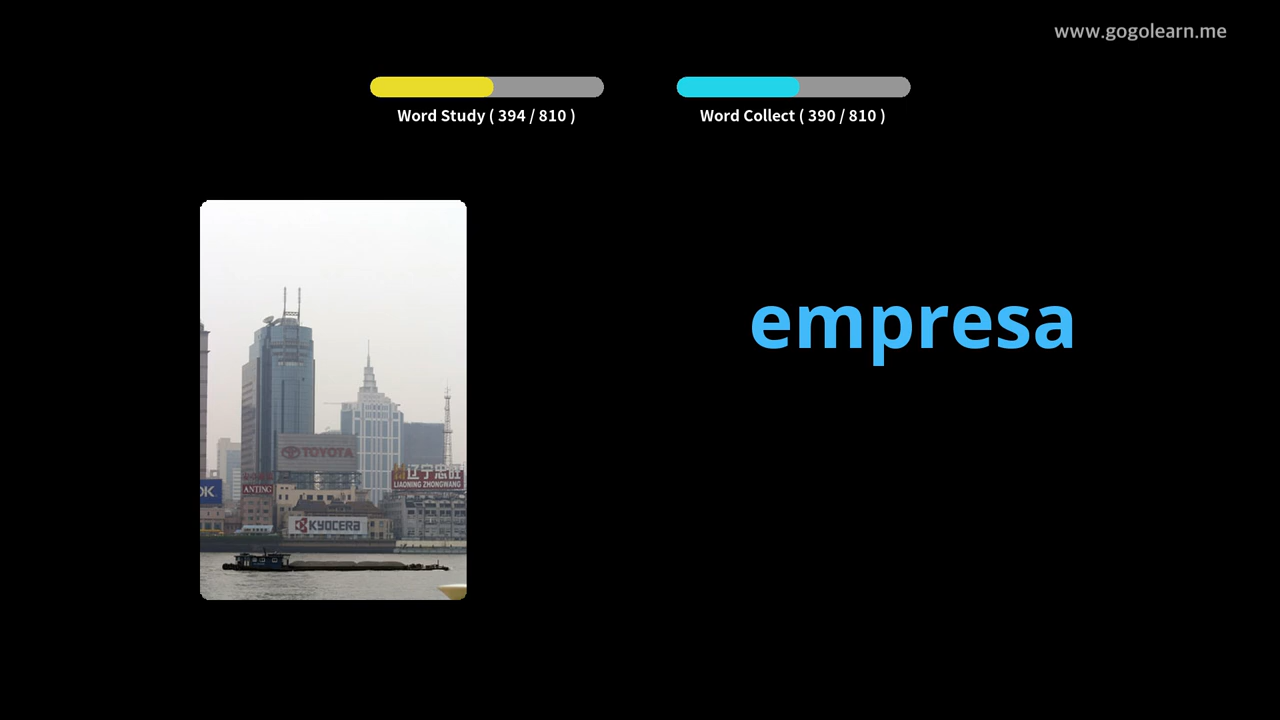 www.gogolearn.me
Word Study ( 394 / 810 )
Word Collect ( 390 / 810 )
empresa
TOYOTA
辽宁忠旺
LIAONING ZHONGWANG
OK
ANTING
KYOCERA